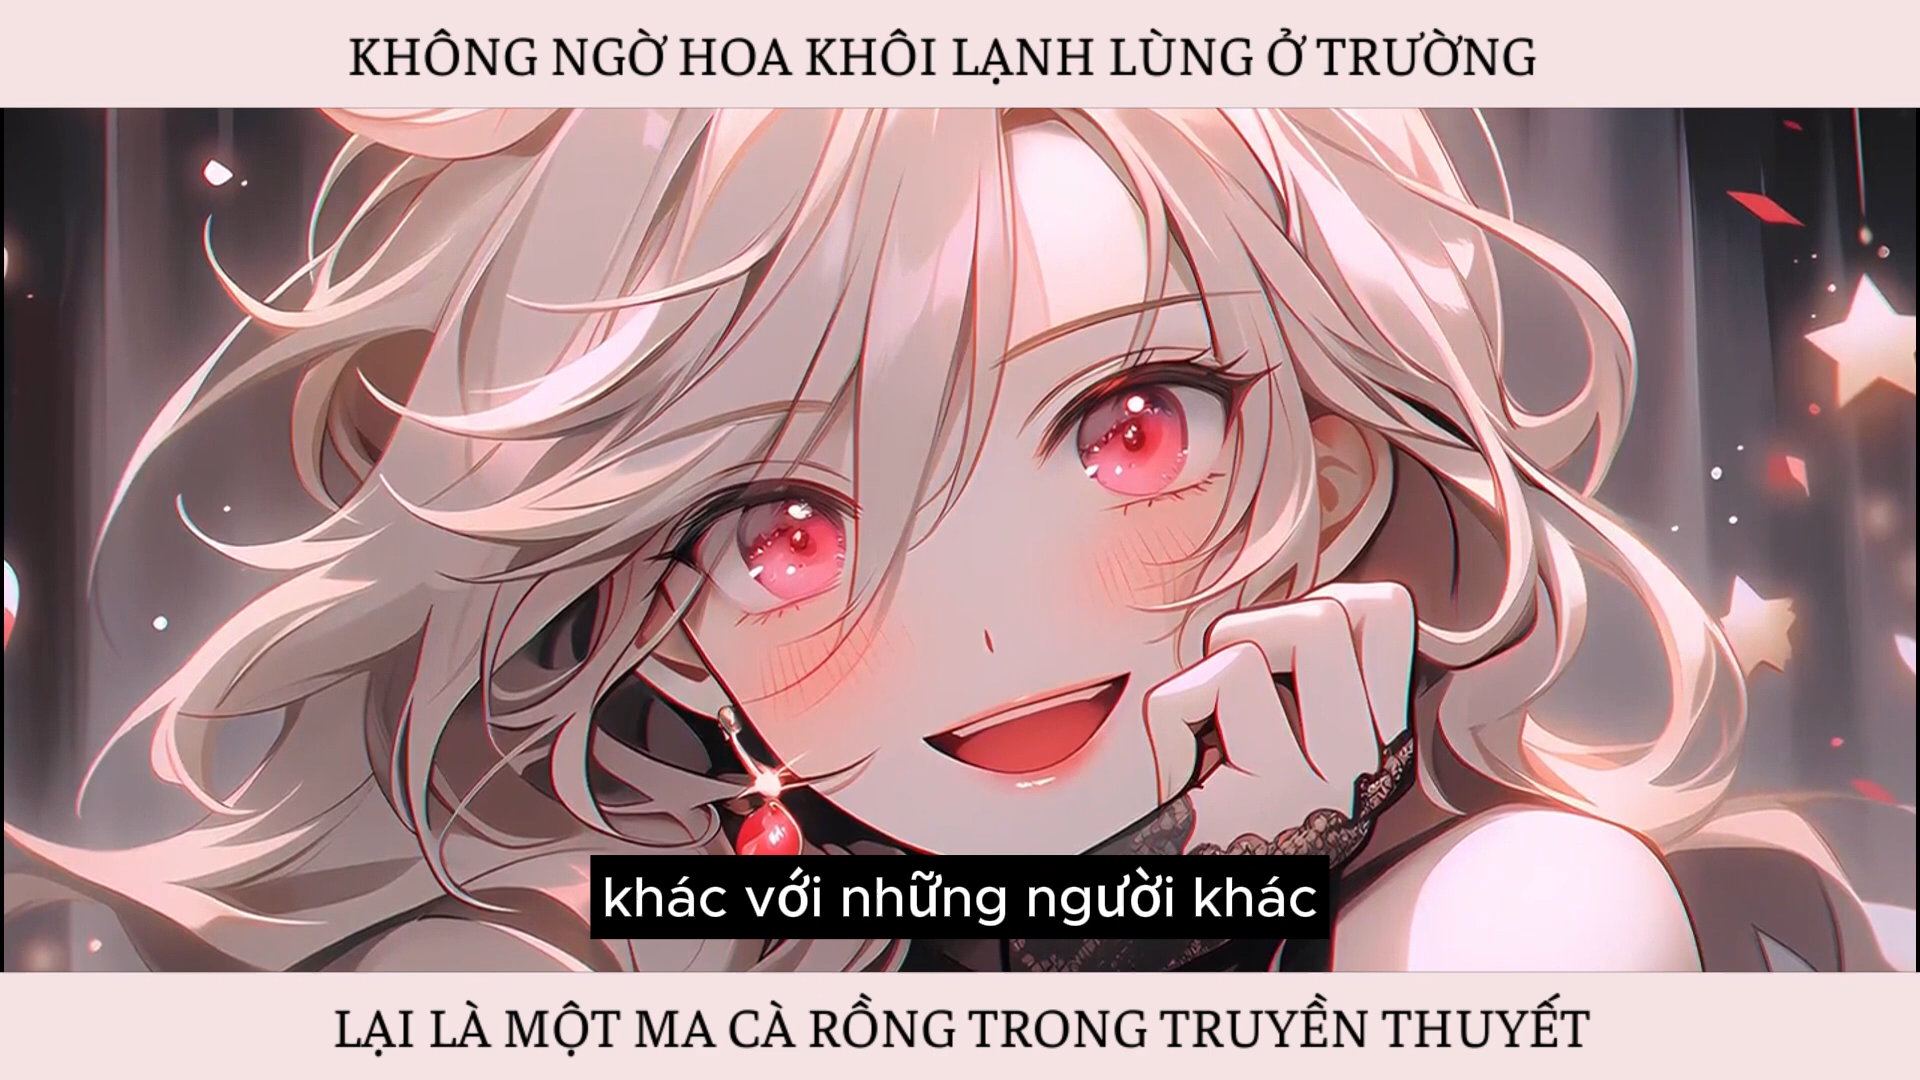 KHÔNG NGỜ HOA KHÔI LẠNH LÙNG Ở TRƯỜNG
khác với những người khác
LẠI LÀ MỘT MA CÀ RỒNG TRONG TRUYỀN THUYẾT